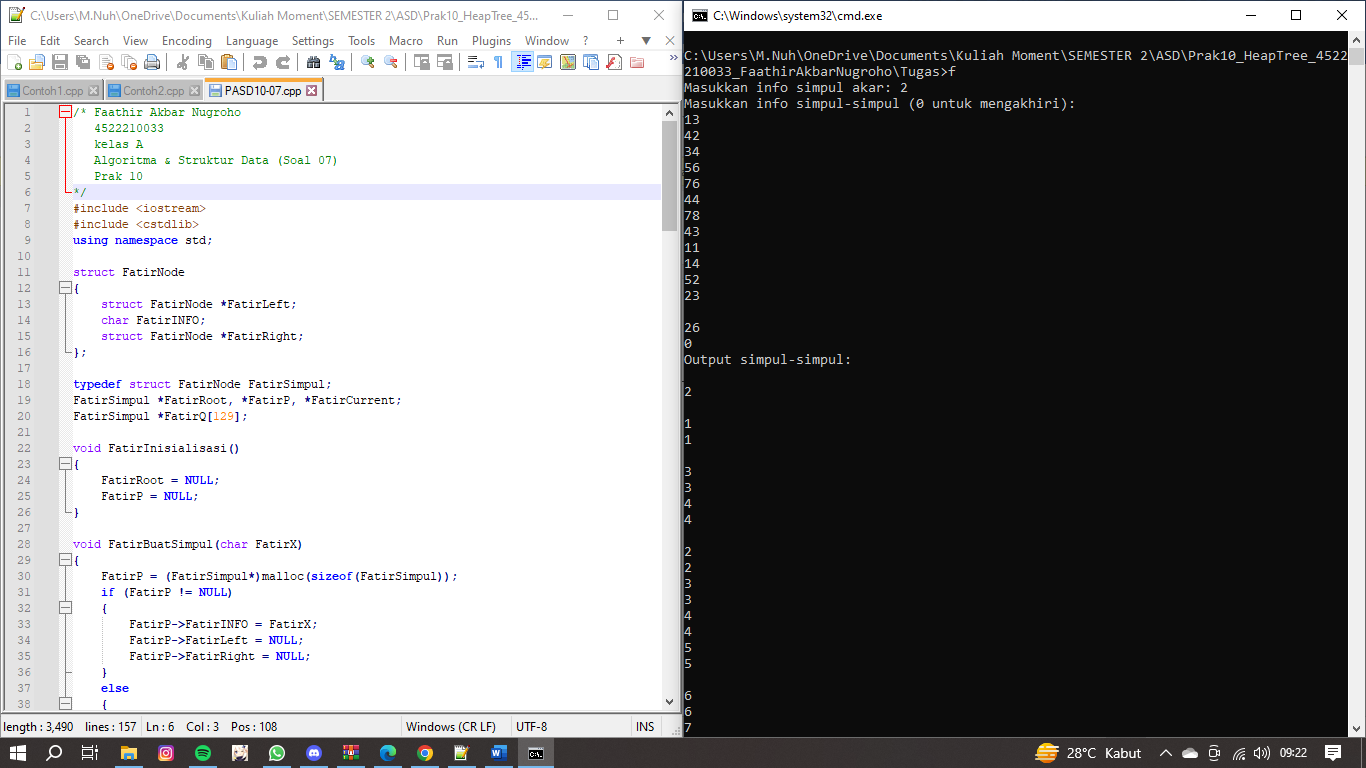 C:\Users\M.Nuh\OneDrive\Documents\Kuliah Moment\SEMESTER 2\ASD\Prak10_HeapTree_45...
File Edit Search View Encoding Language Settings Tools Macro Run Plugins Window ?
Contoh1.cpp Contoh2.cpp PASD10-07.cpp
1 /* Faathir Akbar Nugroho
2 4522210033
3 kelas A
4 Algoritma & Struktur Data (Soal 07)
5 Prak 10
6 */
7 #include <iostream>
8 #include <cstdlib>
9 using namespace std;
10
11 struct FatirNode
12 {
13 struct FatirNode *FatirLeft;
14 char FatirINFO;
15 struct FatirNode *FatirRight;
16 };
17
18 typedef struct FatirNode FatirSimpul;
19 FatirSimpul *FatirRoot, *FatirP, *FatirCurrent;
20 FatirSimpul *FatirQ[129];
21
22 void FatirInisialisasi()
23 {
24 FatirRoot = NULL;
25 FatirP = NULL;
26 }
27
28 void FatirBuatSimpul(char FatirX)
29 {
30 FatirP = (FatirSimpul*)malloc(sizeof(FatirSimpul));
31 if (FatirP != NULL)
32 {
33 FatirP->FatirINFO = FatirX;
34 FatirP->FatirLeft = NULL;
35 FatirP->FatirRight = NULL;
36 }
37 else
38 {
length : 3,490 lines : 157 Ln : 6 Col : 3 Pos : 108 Windows (CR LF) UTF-8 INS
C:\Windows\system32\cmd.exe
C:\Users\M.Nuh\OneDrive\Documents\Kuliah Moment\SEMESTER 2\ASD\Prak10_HeapTree_4522
210033_FaathirAkbarNugroho\Tugas>f
Masukkan info simpul akar: 2
Masukkan info simpul-simpul (0 untuk mengakhiri):
13
42
34
56
76
44
78
43
11
14
52
23
26
0
Output simpul-simpul:
2
1
1
3
3
4
4
2
2
3
3
4
4
5
5
6
6
7
28°C Kabut 09:22